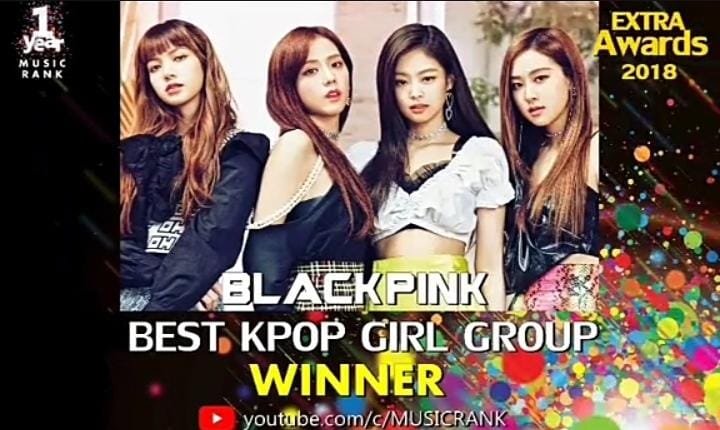 1
year
MUSIC
RANK
EXTRA
Awards
2018
BLACKPINK
BEST KPOP GIRL GROUP
WINNER
youtube.com/c/MUSICRANK